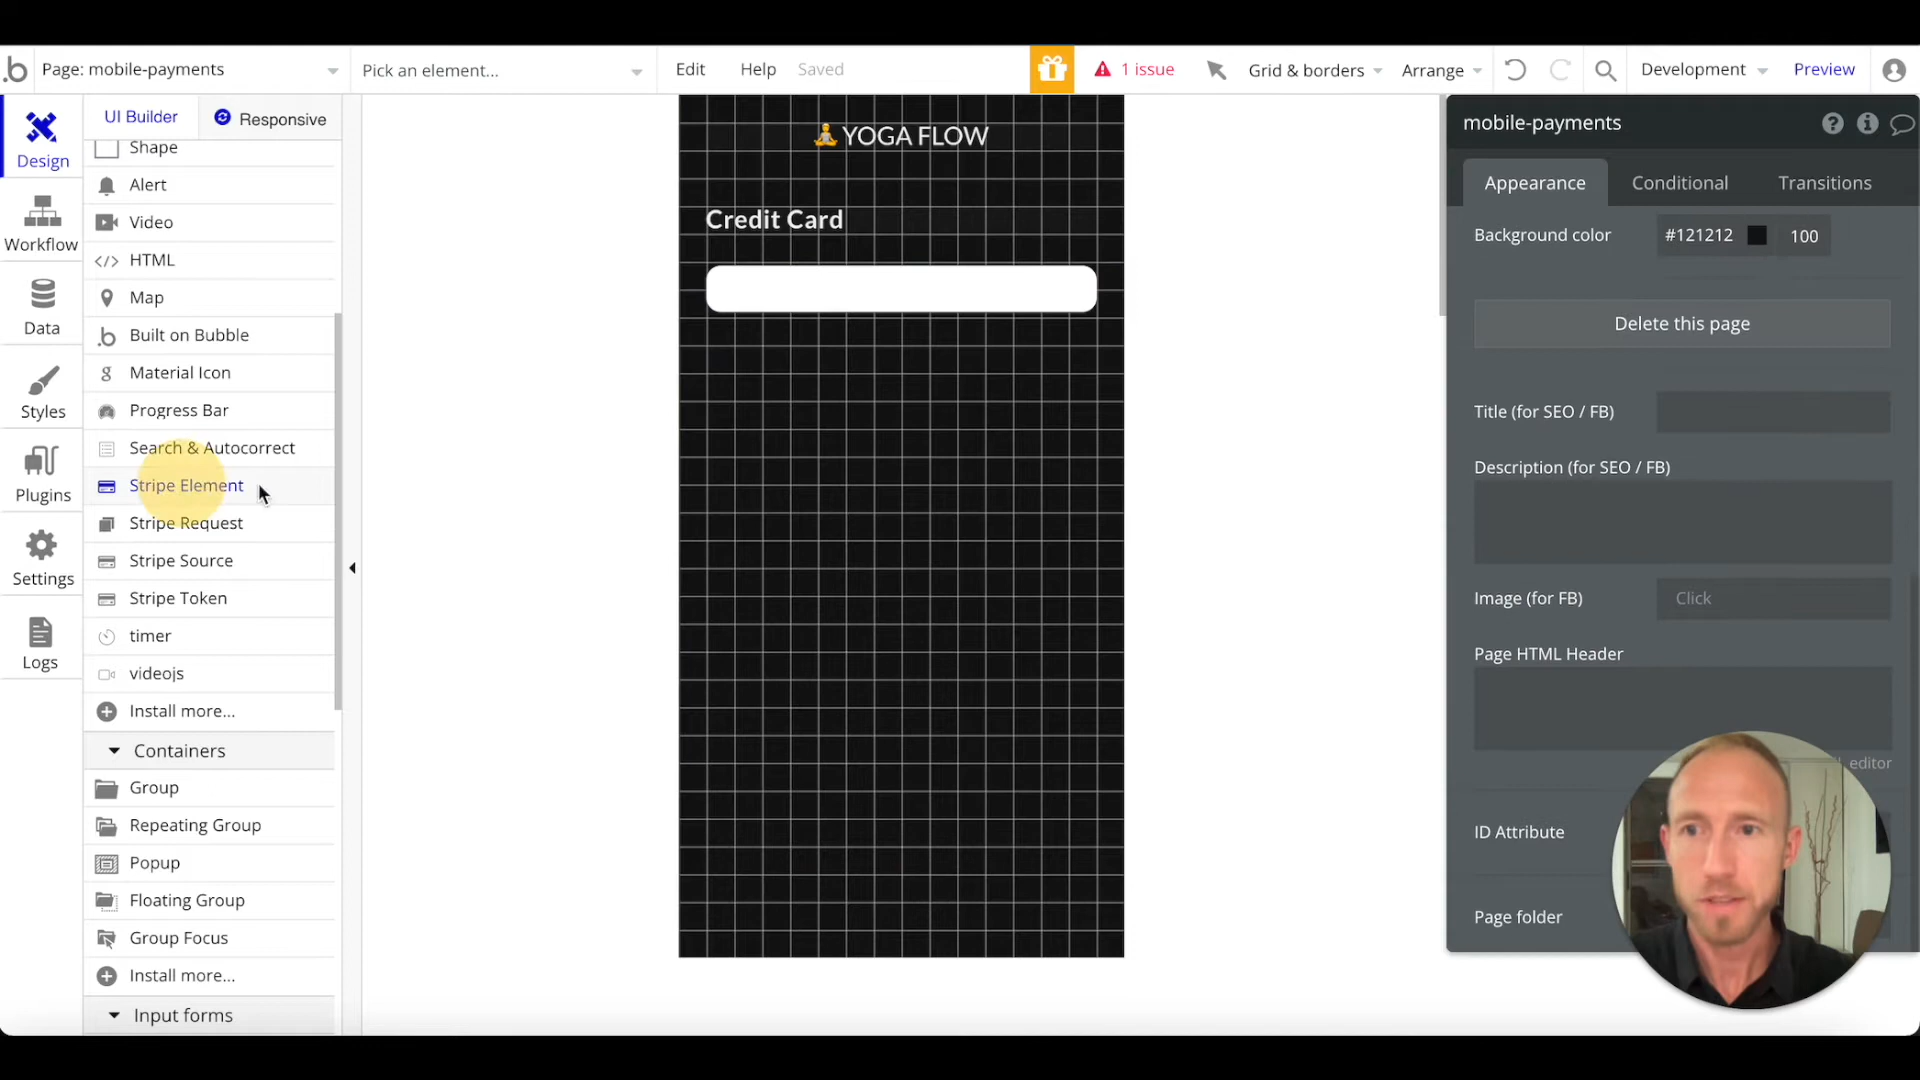 Page: mobile-payments
Pick an element...
Edit
Help
Saved
1 issue
Grid & borders
Arrange
Development
Preview
Design
Workflow
Data
Styles
Plugins
Settings
Logs
UI Builder
Responsive
Shape
Alert
Video
HTML
Map
Built on Bubble
Material Icon
Progress Bar
Search & Autocorrect
Stripe Element
Stripe Request
Stripe Source
Stripe Token
timer
videojs
Install more...
Containers
Group
Repeating Group
Popup
Floating Group
Group Focus
Install more...
Input forms
YOGA FLOW
Credit Card
mobile-payments
Appearance
Conditional
Transitions
Background color
#121212
100
Delete this page
Title (for SEO / FB)
Description (for SEO / FB)
Image (for FB)
Click
Page HTML Header
editor
ID Attribute
Page folder